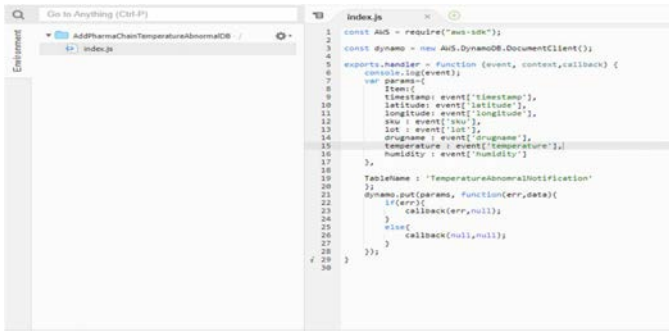 Go to Anything (Ctrl-P)
index.js
Environment
AddPharmaChainTemperatureAbnormalDB - /
index.js
1 const AWS = require("aws-sdk");
2
3 const dynamo = new AWS.DynamoDB.DocumentClient();
4
5 exports.handler = function (event, context,callback) {
6 console.log(event);
7 var params={
8 Item:{
9 timestamp: event['timestamp'],
10 latitude: event['latitude'],
11 longitude: event['longitude'],
12 sku : event['sku'],
13 lot : event['lot'],
14 drugname : event['drugname'],
15 temperature : event['temperature'],
16 humidity : event['humidity']
17 },
18
19 TableName : 'TemperatureAbnomralNotification'
20 };
21 dynamo.put(params, function(err,data){
22 if(err){
23 callback(err,null);
24 }
25 else{
26 callback(null,null);
27 }
28 });
29 }
30